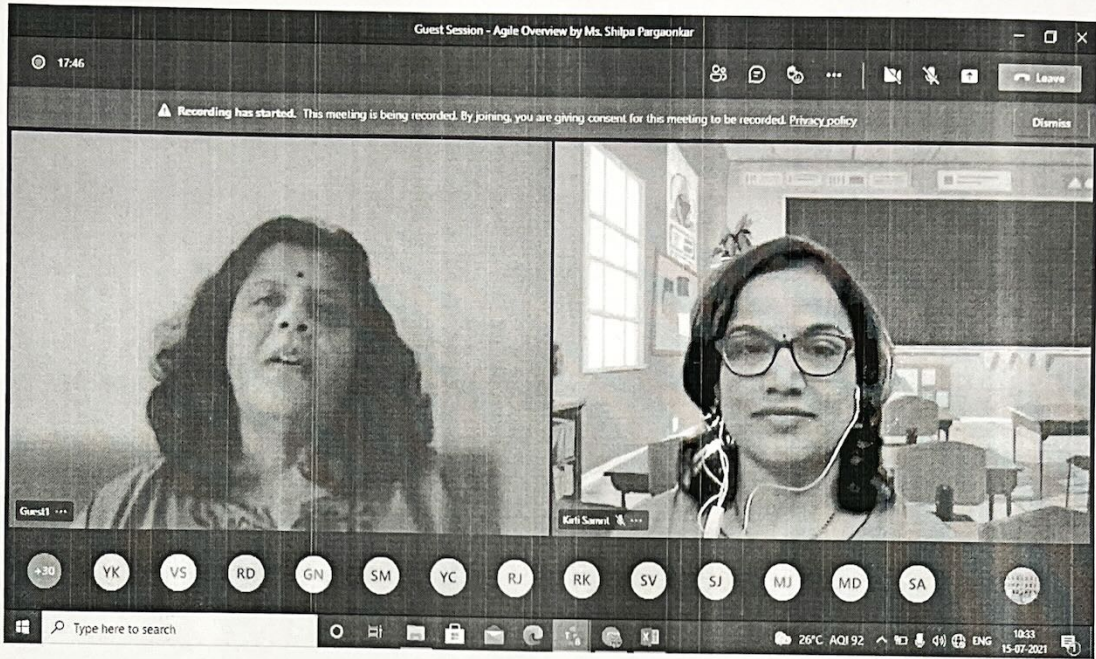 Guest Session - Agile Overview by Ms. Shilpa Pargaonkar
17:46
Leave
Recording has started. This meeting is being recorded. By joining, you are giving consent for this meeting to be recorded. Privacy policy
Dismiss
Guest1
Kirti Samnt
+30 YK VS RD GN SM YC RJ RK SV SJ MJ MD SA
Type here to search
26°C AQI 92 ENG
10:33
15-07-2021